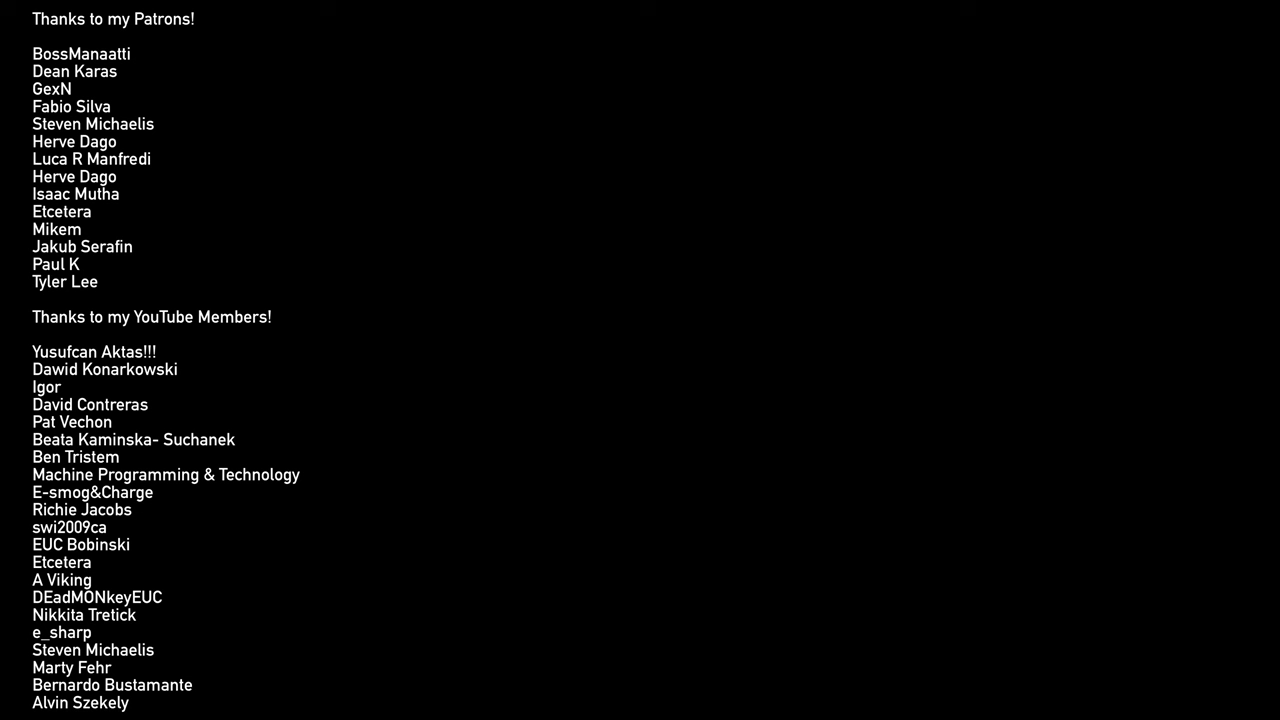 Thanks to my Patrons!
BossManaatti
Dean Karas
GexN
Fabio Silva
Steven Michaelis
Herve Dago
Luca R Manfredi
Herve Dago
Isaac Mutha
Etcetera
Mikem
Jakub Serafin
Paul K
Tyler Lee
Thanks to my YouTube Members!
Yusufcan Aktas!!!
Dawid Konarkowski
Igor
David Contreras
Pat Vechon
Beata Kaminska- Suchanek
Ben Tristem
Machine Programming & Technology
E-smog&Charge
Richie Jacobs
swi2009ca
EUC Bobinski
Etcetera
A Viking
DEadMONkeyEUC
Nikkita Tretick
e_sharp
Steven Michaelis
Marty Fehr
Bernardo Bustamante
Alvin Szekely